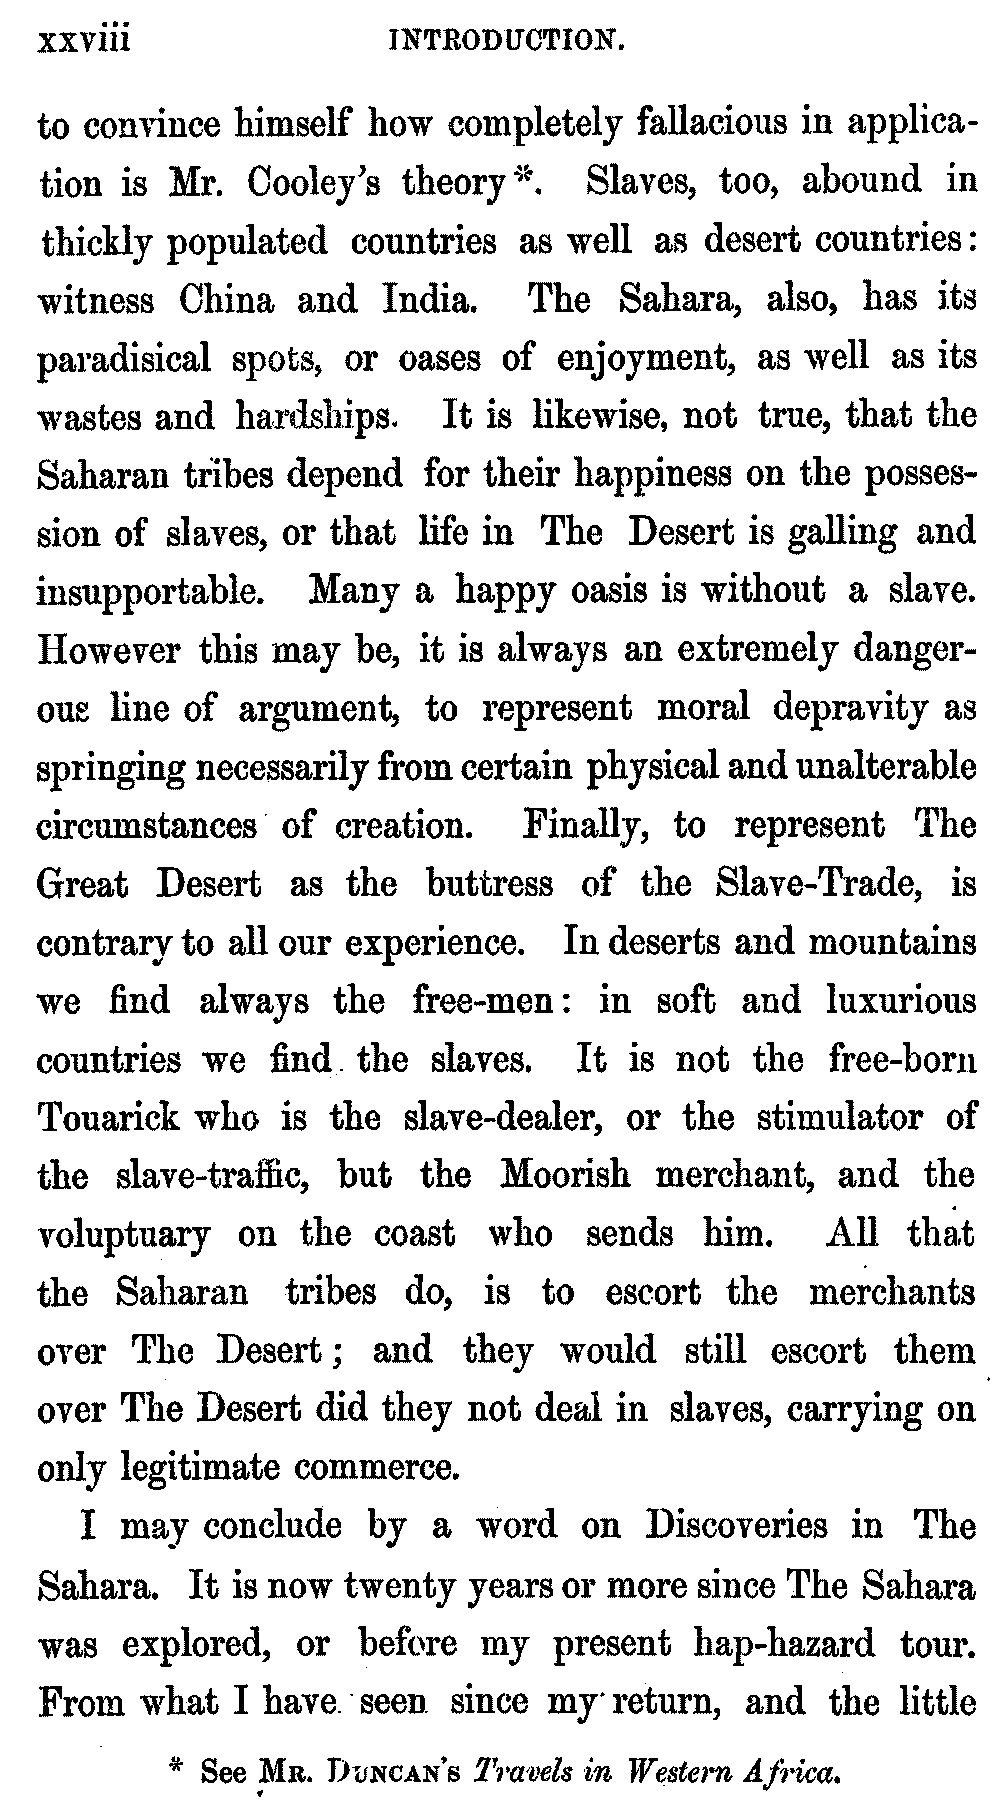 xxviii INTRODUCTION.
to convince himself how completely fallacious in applica-
tion is Mr. Cooley's theory*. Slaves, too, abound in
thickly populated countries as well as desert countries:
witness China and India. The Sahara, also, has its
paradisical spots, or oases of enjoyment, as well as its
wastes and hardships. It is likewise, not true, that the
Saharan tribes depend for their happiness on the posses-
sion of slaves, or that life in The Desert is galling and
insupportable. Many a happy oasis is without a slave.
However this may be, it is always an extremely danger-
ous line of argument, to represent moral depravity as
springing necessarily from certain physical and unalterable
circumstances of creation. Finally, to represent The
Great Desert as the buttress of the Slave-Trade, is
contrary to all our experience. In deserts and mountains
we find always the free-men: in soft and luxurious
countries we find the slaves. It is not the free-born
Touarick who is the slave-dealer, or the stimulator of
the slave-traffic, but the Moorish merchant, and the
voluptuary on the coast who sends him. All that
the Saharan tribes do, is to escort the merchants
over The Desert; and they would still escort them
over The Desert did they not deal in slaves, carrying on
only legitimate commerce.
I may conclude by a word on Discoveries in The
Sahara. It is now twenty years or more since The Sahara
was explored, or before my present hap-hazard tour.
From what I have seen since my return, and the little
* See MR. DUNCAN'S Travels in Western Africa.